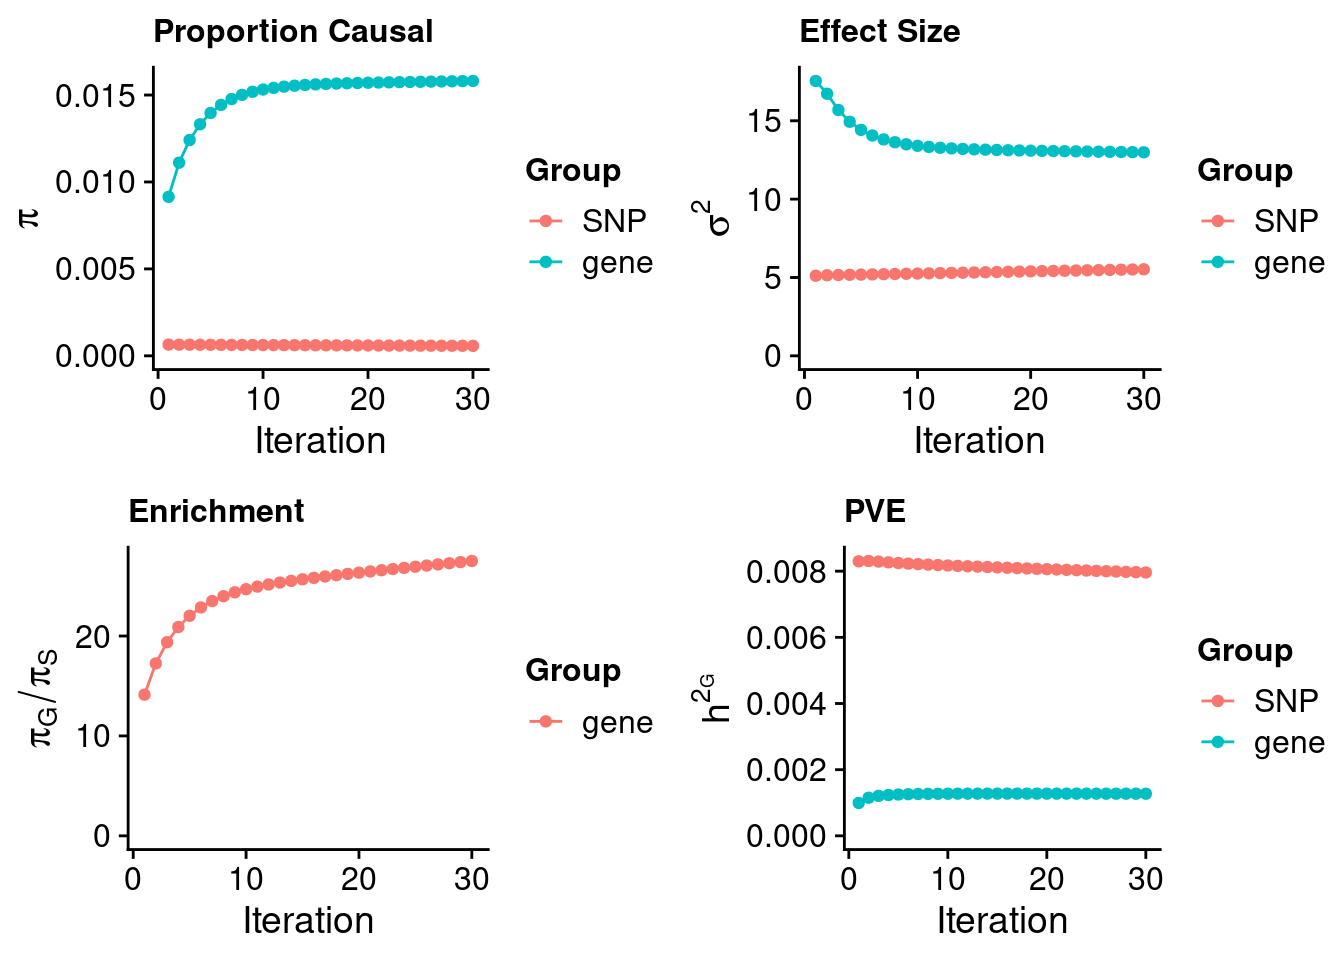 Proportion Causal
0.015
0.010
0.005
0.000
π
0 10 20 30
Iteration
Group
SNP
gene
Effect Size
15
10
5
0
σ²
0 10 20 30
Iteration
Group
SNP
gene
Enrichment
20
10
0
π_G/π_S
0 10 20 30
Iteration
Group
gene
PVE
0.008
0.006
0.004
0.002
0.000
h^2_G
0 10 20 30
Iteration
Group
SNP
gene